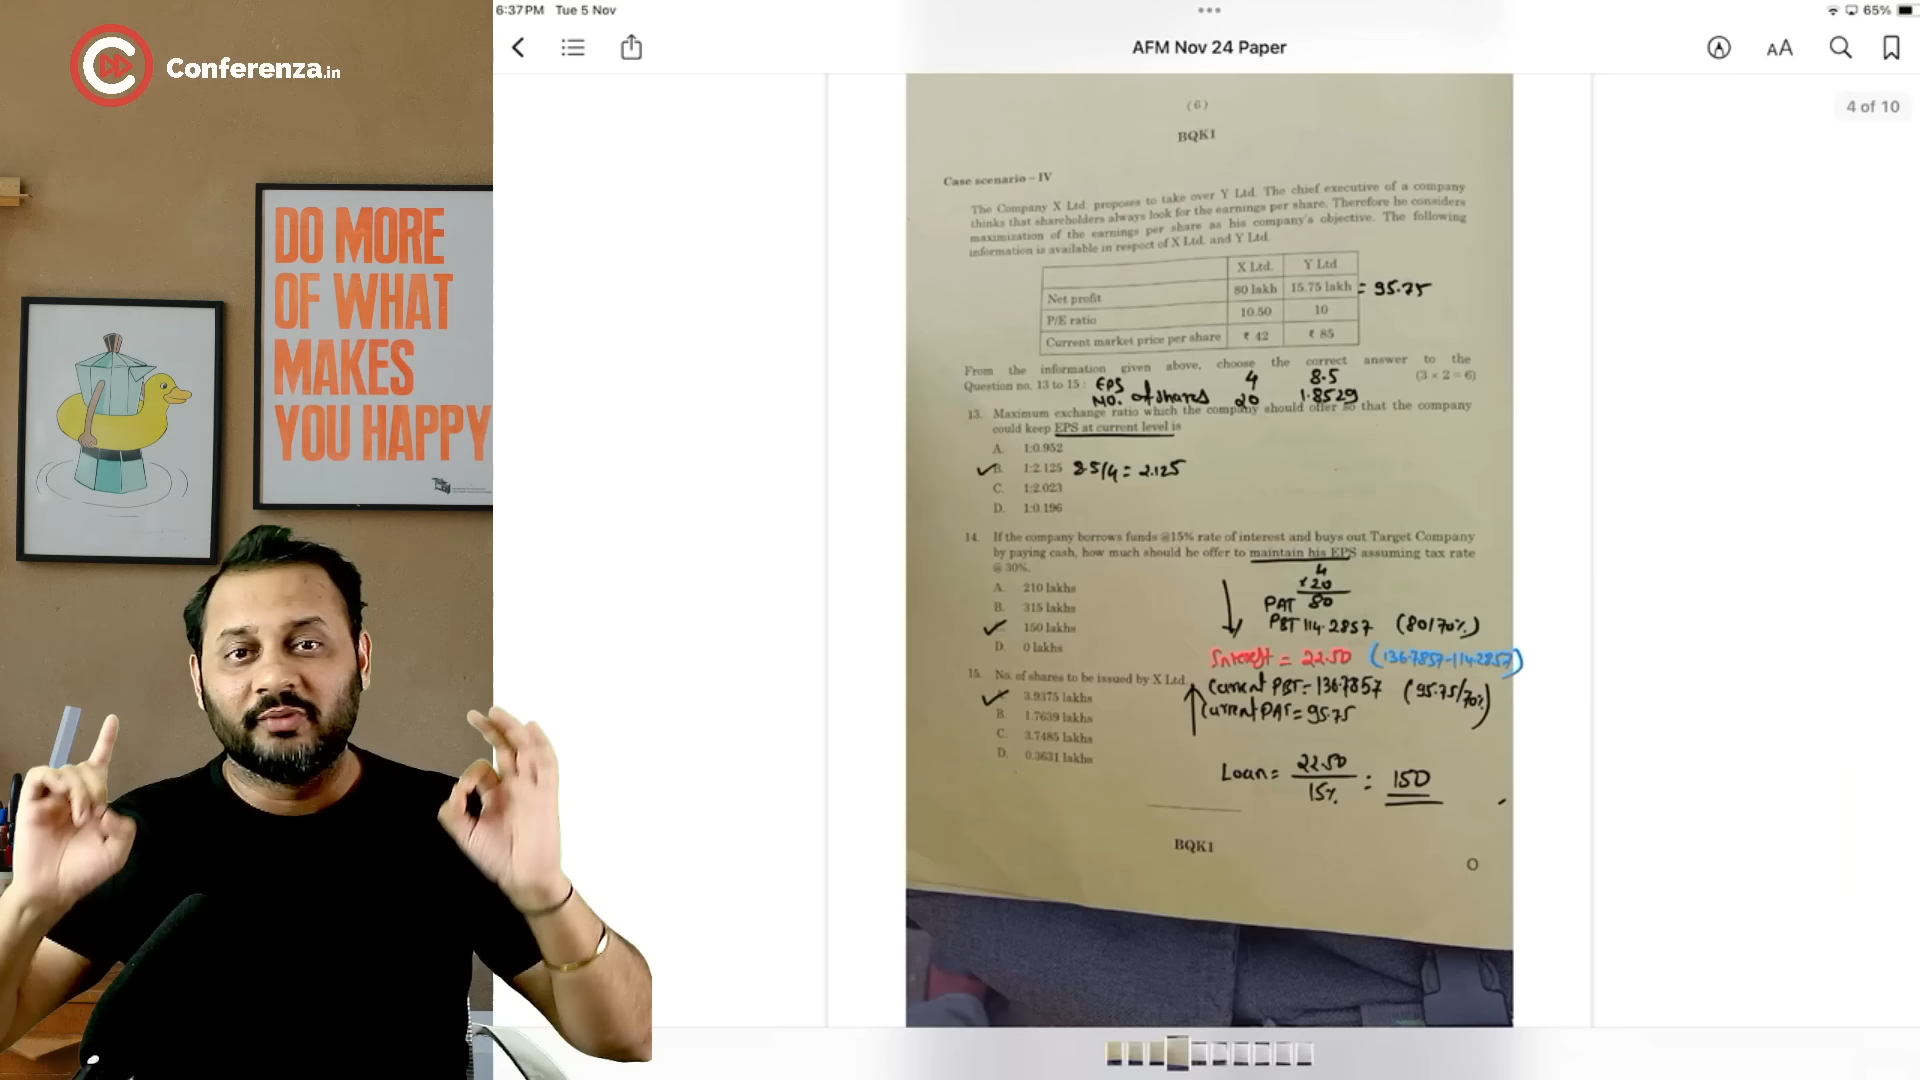 6:37PM Tue 5 Nov
65%
Conferenza.in
AFM Nov 24 Paper
AA
4 of 10
DO MORE
OF WHAT
MAKES
YOU HAPPY
(6)
BQK1
Case scenario – IV
The Company X Ltd. proposes to take over Y Ltd. The chief executive of a company
thinks that shareholders always look for the earnings per share. Therefore he considers
maximization of the earnings per share as his company's objective. The following
information is available in respect of X Ltd. and Y Ltd.
X Ltd. Y Ltd
Net profit 80 lakh 15.75 lakh = 95.75
P/E ratio 10.50 10
Current market price per share ₹ 42 ₹ 85
From the information given above, choose the correct answer to the
Question no. 13 to 15 : (3 × 2 = 6)
EPS 4 8.5
No. of shares 20 1.8529
13. Maximum exchange ratio which the company should offer so that the company
could keep EPS at current level is
A. 1:0.952
B. 1:2.125 8.5/4 = 2.125
C. 1:2.023
D. 1:0.196
14. If the company borrows funds @15% rate of interest and buys out Target Company
by paying cash, how much should he offer to maintain his EPS assuming tax rate
@ 30%.
A. 210 lakhs
B. 315 lakhs
150 lakhs
D. 0 lakhs
4
×20
PAT 80
PBT 114.2857 (80/70%)
Interest = 22.50 (136.7857-114.2857)
Current PBT = 136.7857 (95.75/70%)
Current PAT = 95.75
15. No. of shares to be issued by X Ltd.
3.9375 lakhs
B. 1.7639 lakhs
C. 3.7485 lakhs
D. 0.3631 lakhs
Loan = 22.50 / 15% = 150
BQK1
O